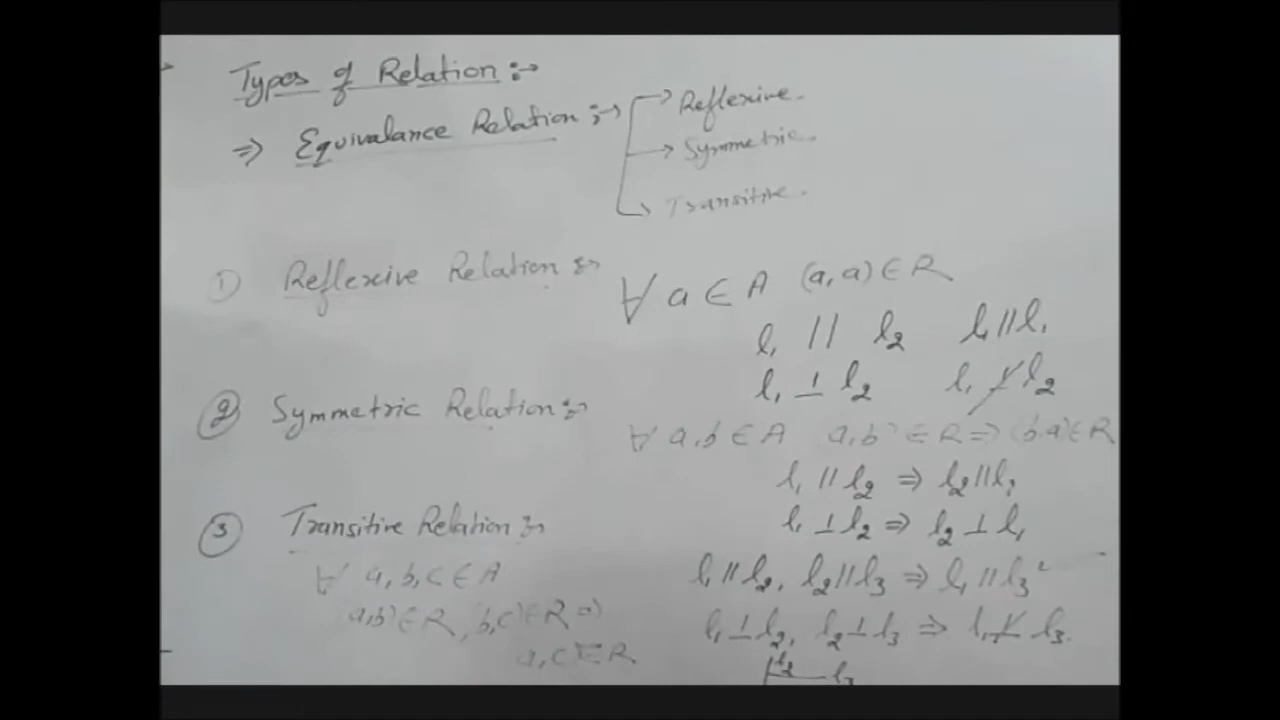 Types of Relation :→
⇒ Equivalance Relation :→ → Reflexive.
→ Symmetric.
→ Transitive.
① Reflexive Relation :→
∀ a ∈ A (a, a) ∈ R
l₁ // l₂ l₁ // l₁
l₁ ⊥ l₂ l₁ ⊥̸ l₂
② Symmetric Relation :→
∀ a, b ∈ A a, b) ∈ R ⇒ (b a) ∈ R
l₁ // l₂ ⇒ l₂ // l₁
l₁ ⊥ l₂ ⇒ l₂ ⊥ l₁
③ Transitive Relation :→
∀ a, b, c ∈ A
a, b) ∈ R, b, c) ∈ R ⇒)
a, c ∈ R
l₁ // l₂, l₂ // l₃ ⇒ l₁ // l₃
l₁ ⊥ l₂, l₂ ⊥ l₃ ⇒ l₁ ⊥̸ l₃.
l₂ l₃